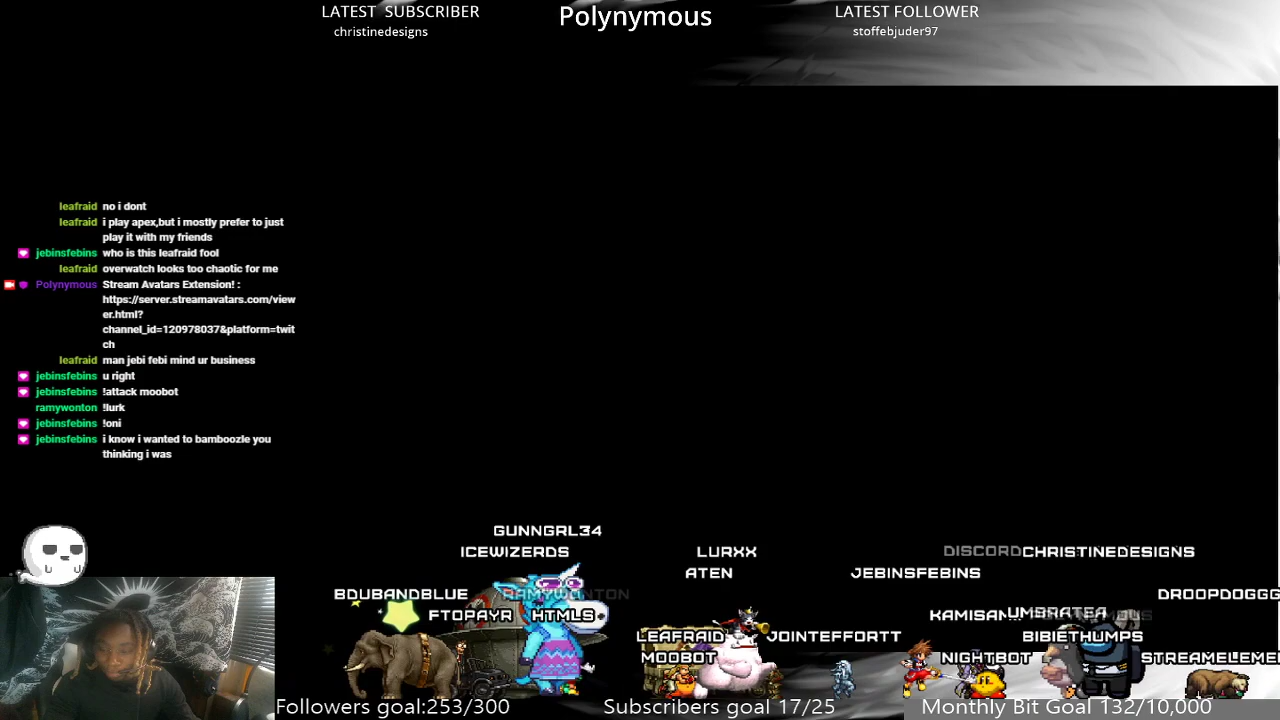 LATEST SUBSCRIBER
christinedesigns
Polynymous
LATEST FOLLOWER
stoffebjuder97
leafraid no i dont
leafraid i play apex,but i mostly prefer to just
play it with my friends
jebinsfebins who is this leafraid fool
leafraid overwatch looks too chaotic for me
Polynymous Stream Avatars Extension! :
https://server.streamavatars.com/view
er.html?
channel_id=120978037&platform=twit
ch
leafraid man jebi febi mind ur business
jebinsfebins u right
jebinsfebins !attack moobot
ramywonton !lurk
jebinsfebins !oni
jebinsfebins i know i wanted to bamboozle you
thinking i was
GUNNGRL34
ICEWIZERDS
LURXX
DISCORD
CHRISTINEDESIGNS
ATEN
JEBINSFEBINS
BDUBANDBLUE
RAMYWONTON
DROOPDOGGG
FTOPAYR
HTMLS
KAMISAM...
UMBRATEA
LEAFRAID
JOINTEFFORTT
BIBIETHUMPS
MOOBOT
NIGHTBOT
STREAMELEME
Followers goal:253/300
Subscribers goal 17/25
Monthly Bit Goal 132/10,000